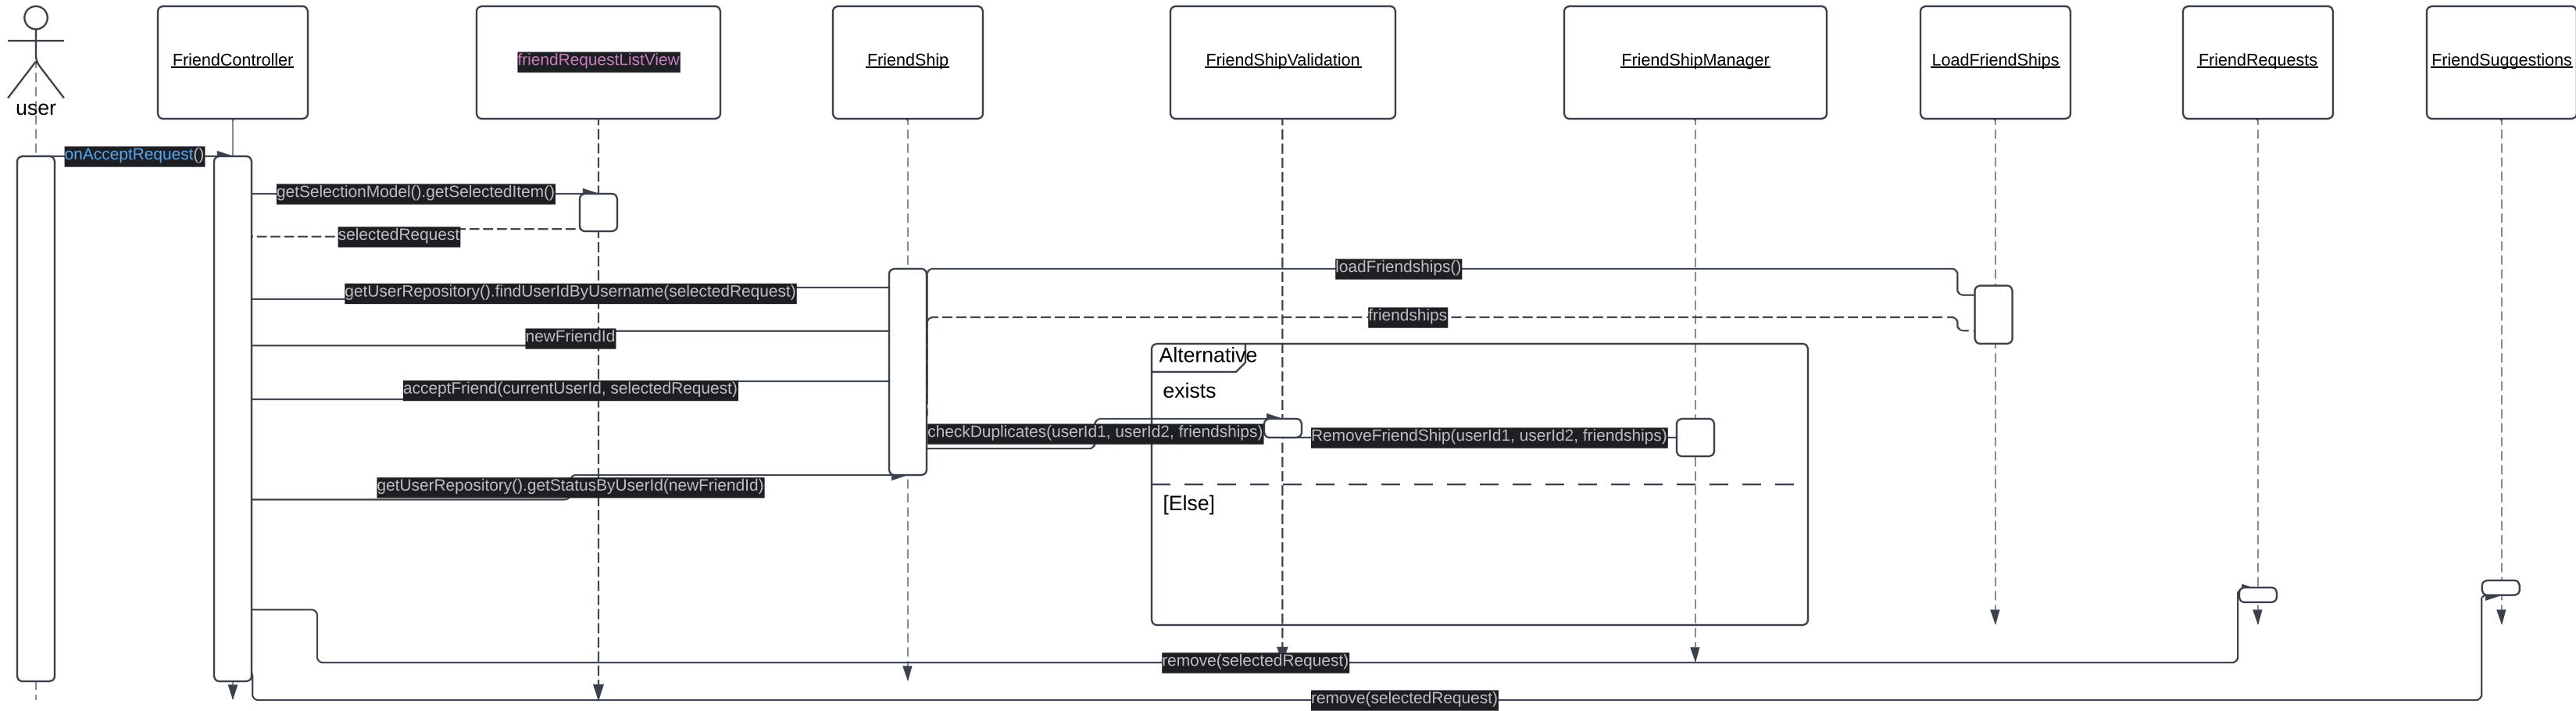 user
FriendController
friendRequestListView
FriendShip
FriendShipValidation
FriendShipManager
LoadFriendShips
FriendRequests
FriendSuggestions
onAcceptRequest()
getSelectionModel().getSelectedItem()
selectedRequest
loadFriendships()
getUserRepository().findUserIdByUsername(selectedRequest)
friendships
newFriendId
Alternative
exists
acceptFriend(currentUserId, selectedRequest)
checkDuplicates(userId1, userId2, friendships)
RemoveFriendShip(userId1, userId2, friendships)
getUserRepository().getStatusByUserId(newFriendId)
[Else]
remove(selectedRequest)
remove(selectedRequest)